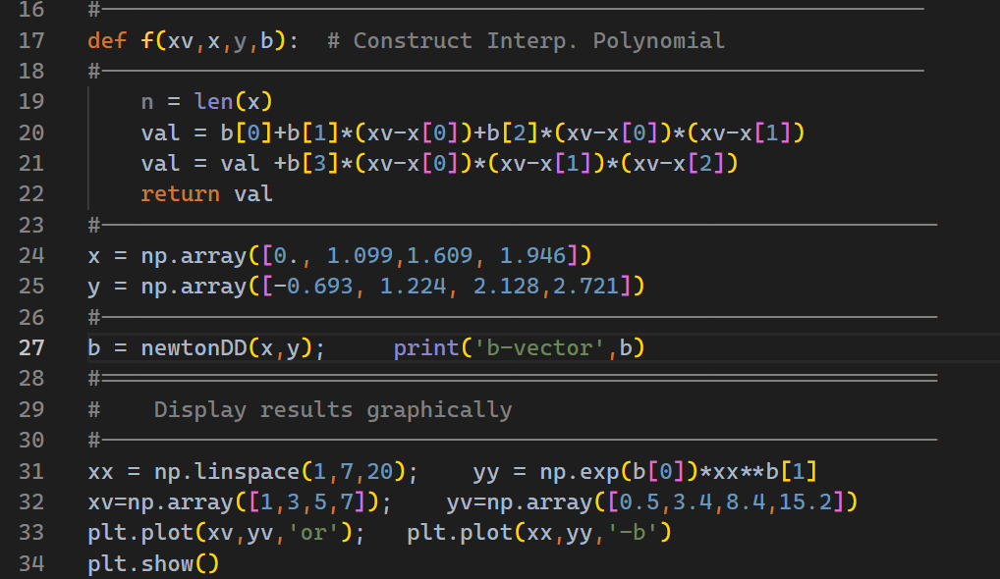 16 #--------------------------------------------------------------
17 def f(xv,x,y,b):  # Construct Interp. Polynomial
18 #--------------------------------------------------------------
19     n = len(x)
20     val = b[0]+b[1]*(xv-x[0])+b[2]*(xv-x[0])*(xv-x[1])
21     val = val +b[3]*(xv-x[0])*(xv-x[1])*(xv-x[2])
22     return val
23 #---------------------------------------------------------------
24 x = np.array([0., 1.099,1.609, 1.946])
25 y = np.array([-0.693, 1.224, 2.128,2.721])
26 #---------------------------------------------------------------
27 b = newtonDD(x,y);     print('b-vector',b)
28 #===============================================================
29 #    Display results graphically
30 #---------------------------------------------------------------
31 xx = np.linspace(1,7,20);    yy = np.exp(b[0])*xx**b[1]
32 xv=np.array([1,3,5,7]);    yv=np.array([0.5,3.4,8.4,15.2])
33 plt.plot(xv,yv,'or');   plt.plot(xx,yy,'-b')
34 plt.show()